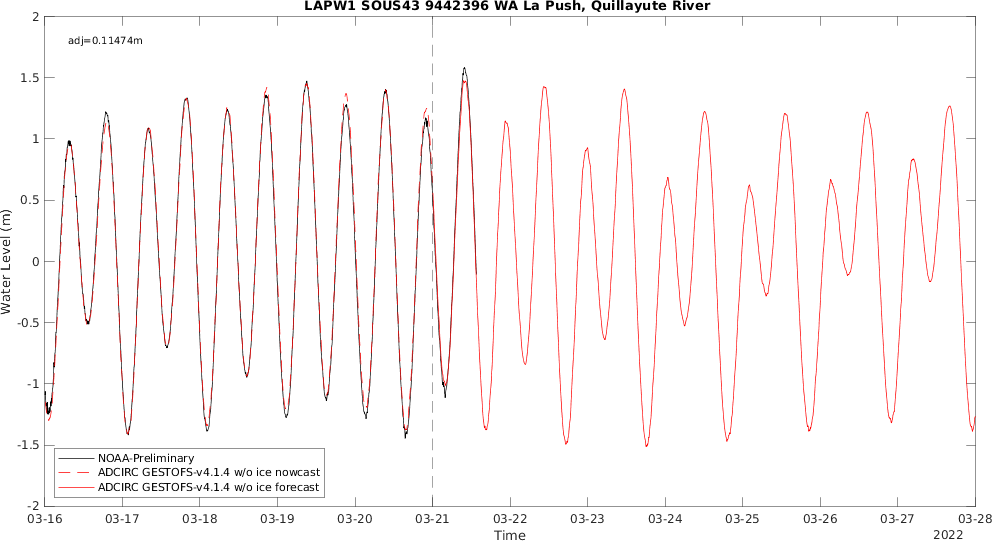 LAPW1 SOUS43 9442396 WA La Push, Quillayute River
adj=0.11474m
2
1.5
1
0.5
0
-0.5
-1
-1.5
-2
Water Level (m)
NOAA-Preliminary
ADCIRC GESTOFS-v4.1.4 w/o ice nowcast
ADCIRC GESTOFS-v4.1.4 w/o ice forecast
03-16 03-17 03-18 03-19 03-20 03-21 03-22 03-23 03-24 03-25 03-26 03-27 03-28
Time
2022